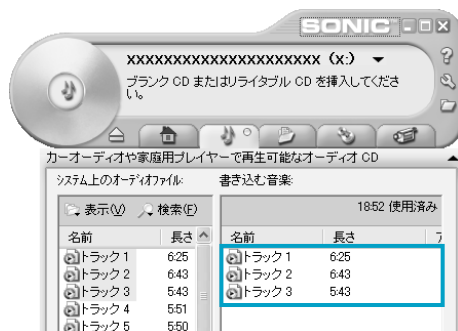 SONIC
xxxxxxxxxxxxxxxxxxxxxx (x:)
ブランク CD またはリライタブル CD を挿入してくださ
い。
カーオーディオや家庭用プレイヤーで再生可能なオーディオ CD
システム上のオーディオファイル:
書き込む音楽:
表示(V) 検索(F)
18:52 使用済み
名前 長さ
トラック 1 6:25
トラック 2 6:43
トラック 3 5:43
トラック 4 5:51
トラック 5 5:50
名前 長さ ア
トラック 1 6:25
トラック 2 6:43
トラック 3 5:43